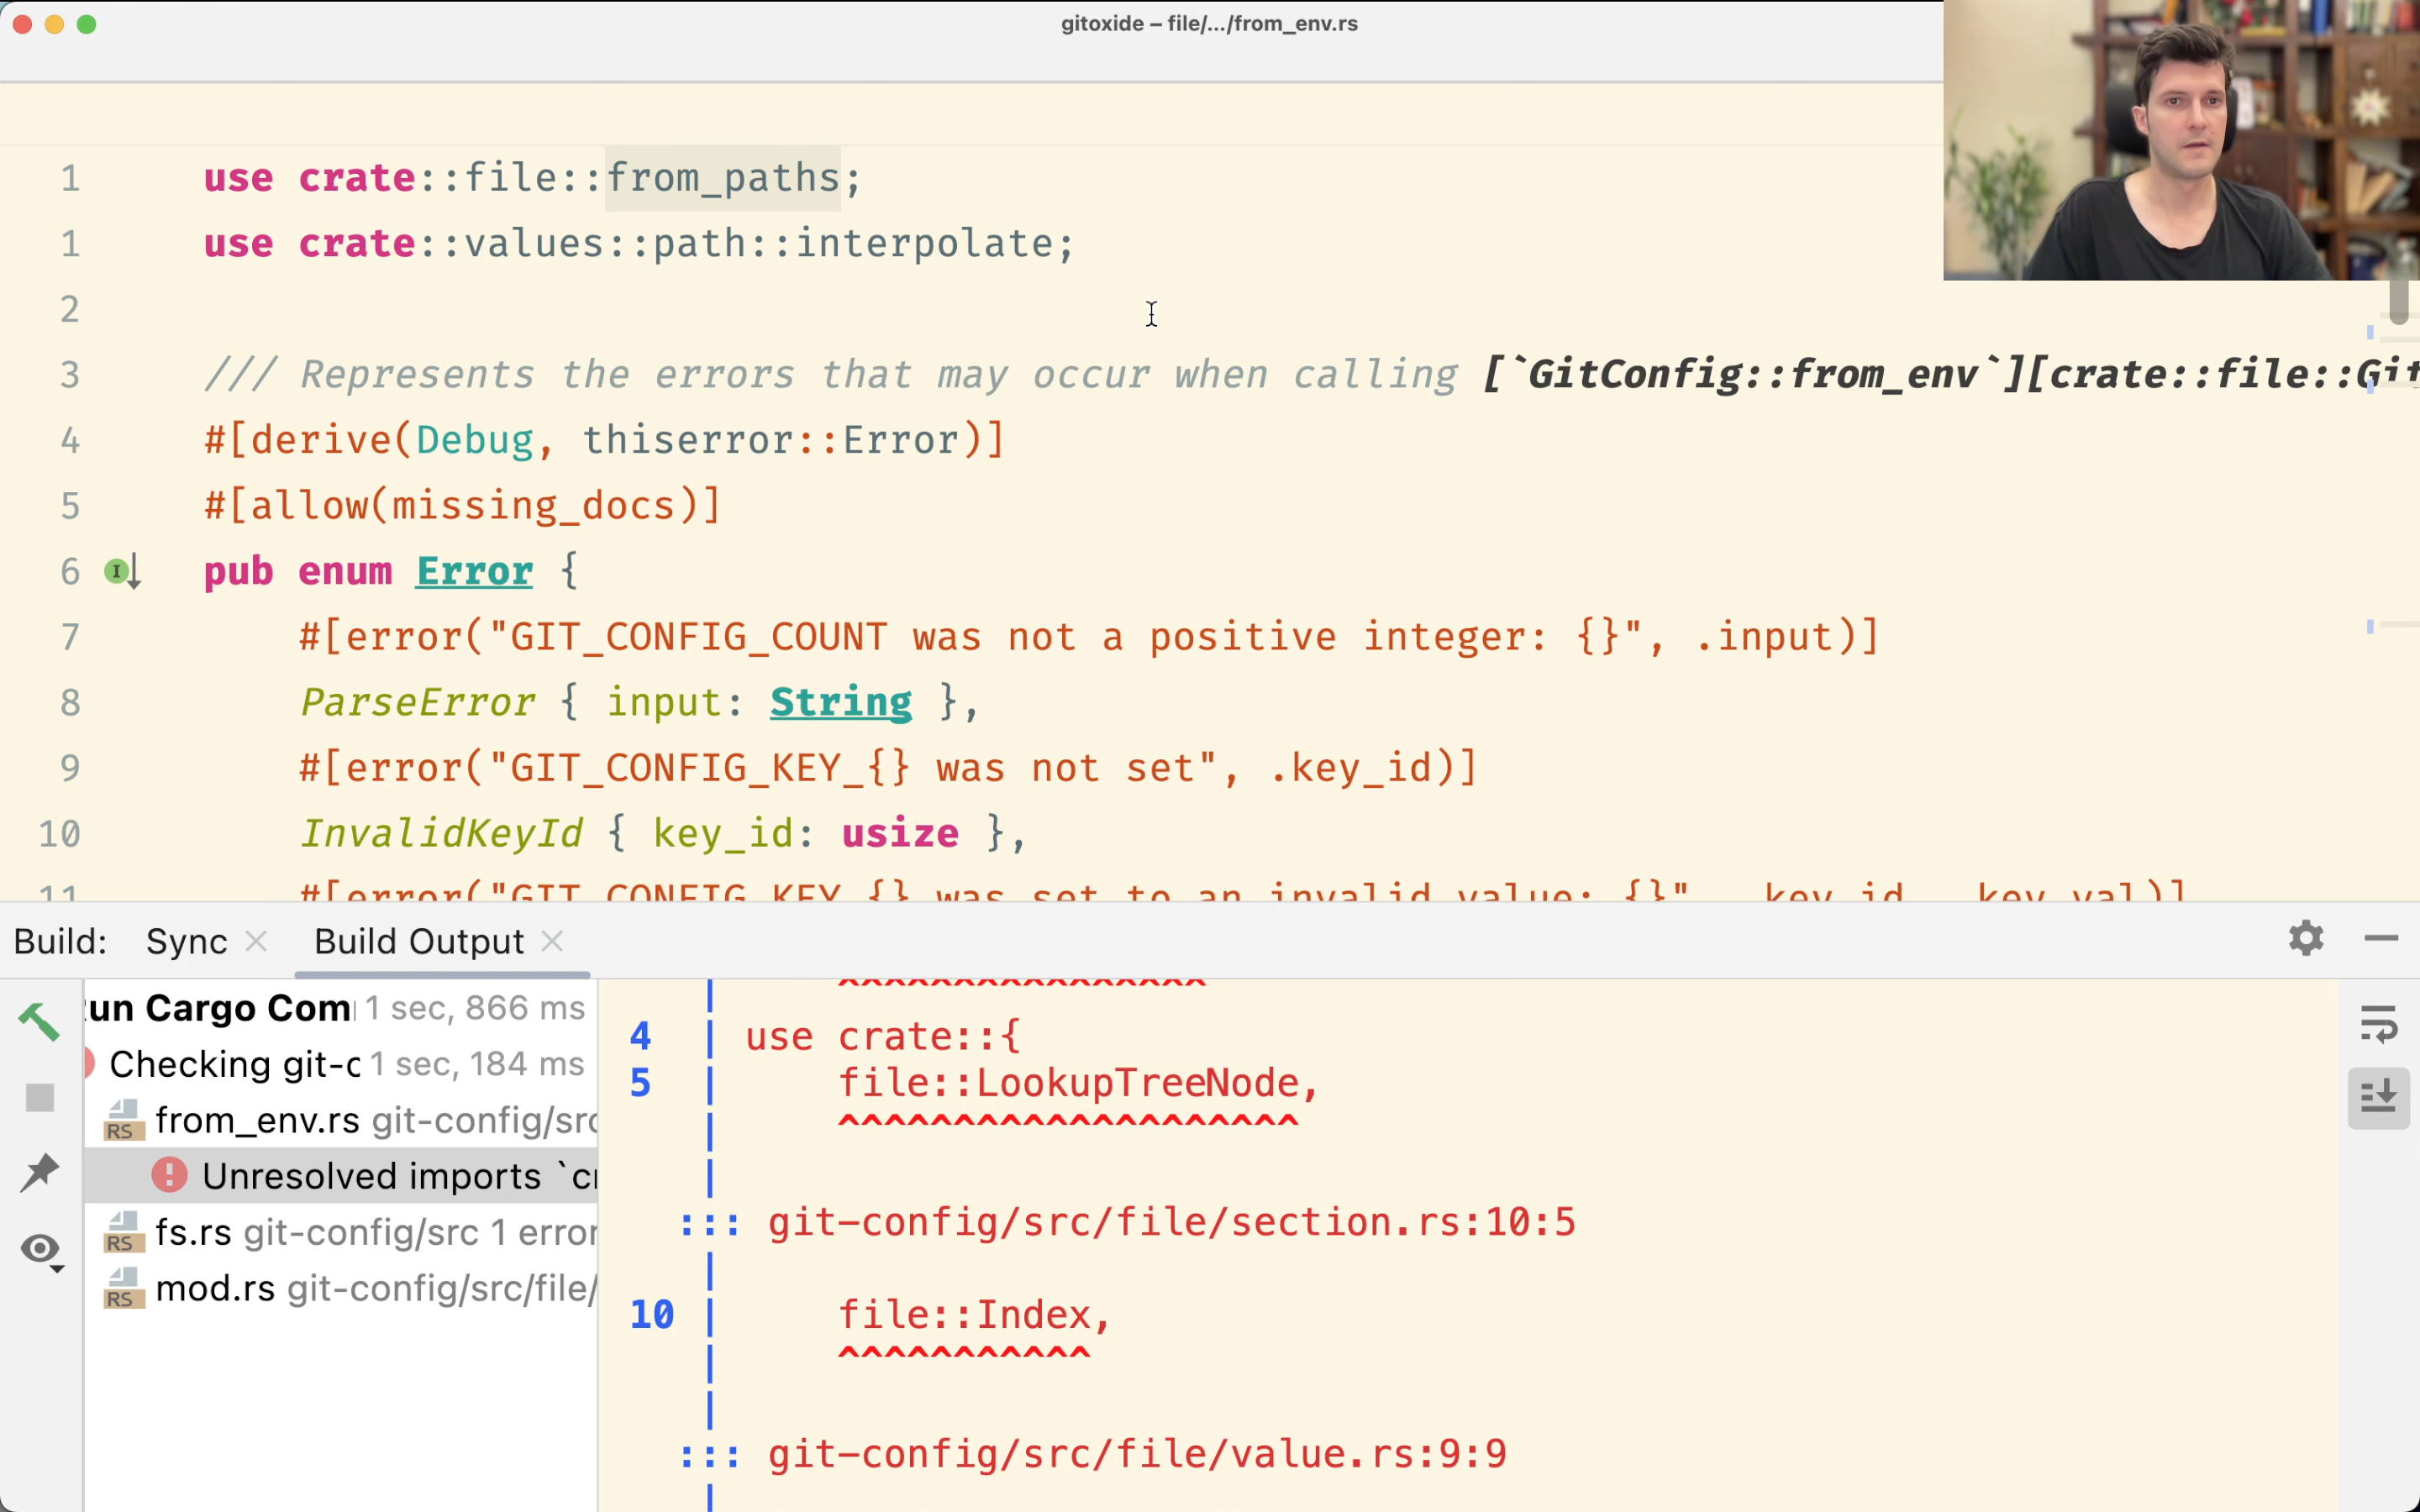 gitoxide – file/.../from_env.rs
1 use crate::file::from_paths;
1 use crate::values::path::interpolate;
2
3 /// Represents the errors that may occur when calling [`GitConfig::from_env`][crate::file::Git
4 #[derive(Debug, thiserror::Error)]
5 #[allow(missing_docs)]
6 pub enum Error {
7 #[error("GIT_CONFIG_COUNT was not a positive integer: {}", .input)]
8 ParseError { input: String },
9 #[error("GIT_CONFIG_KEY_{} was not set", .key_id)]
10 InvalidKeyId { key_id: usize },
11 #[error("GIT_CONFIG_KEY_{} was set to an invalid value: {}", .key_id, .key_val)]
Build: Sync Build Output
un Cargo Com 1 sec, 866 ms
Checking git-c 1 sec, 184 ms
RS from_env.rs git-config/src
Unresolved imports `cr
RS fs.rs git-config/src 1 error
RS mod.rs git-config/src/file/
^^^^^^^^^^^^^^^^
4 | use crate::{
5 | file::LookupTreeNode,
| ^^^^^^^^^^^^^^^^^^^^
|
::: git-config/src/file/section.rs:10:5
|
10 | file::Index,
| ^^^^^^^^^^^
|
::: git-config/src/file/value.rs:9:9
|